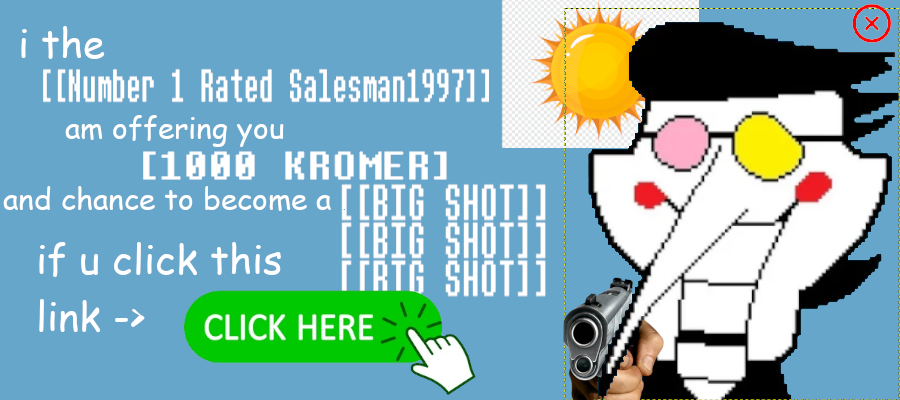 i the
[[Number 1 Rated Salesman1997]]
am offering you
[1000 KROMER]
and chance to become a [[BIG SHOT]]
[[BIG SHOT]]
[[BIG SHOT]]
if u click this
link ->
CLICK HERE